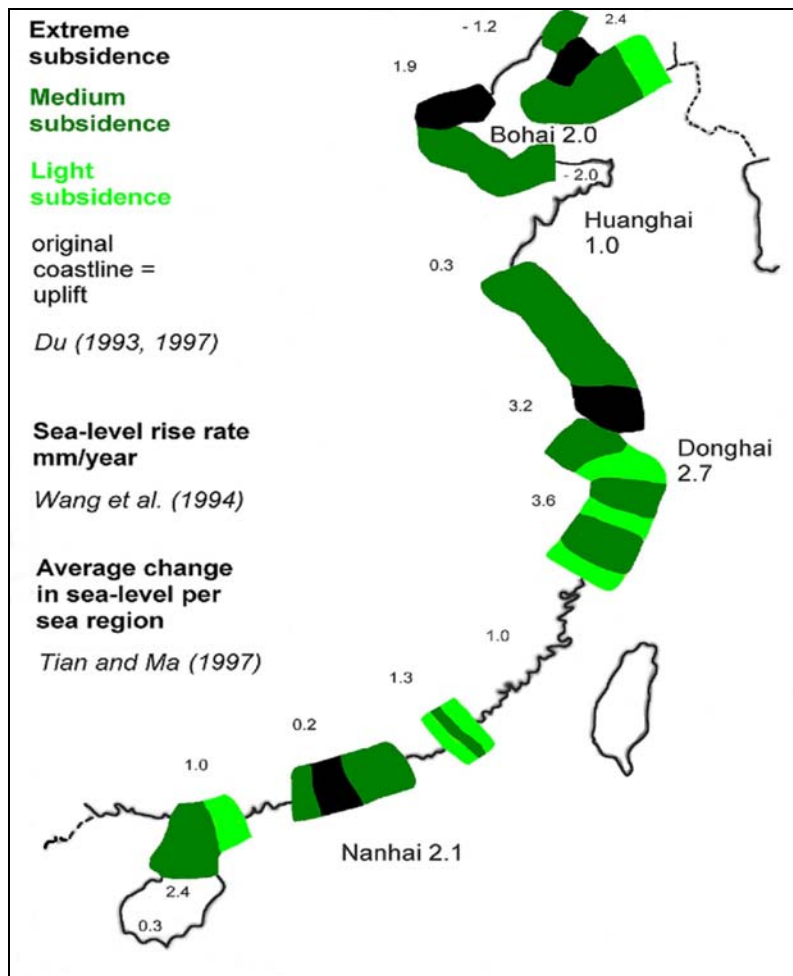 Extreme
subsidence
Medium
subsidence
Light
subsidence
original
coastline =
uplift
Du (1993, 1997)
Sea-level rise rate
mm/year
Wang et al. (1994)
Average change
in sea-level per
sea region
Tian and Ma (1997)
- 1.2
2.4
1.9
Bohai 2.0
- 2.0
Huanghai
1.0
0.3
3.2
Donghai
2.7
3.6
1.0
1.3
0.2
1.0
Nanhai 2.1
2.4
0.3